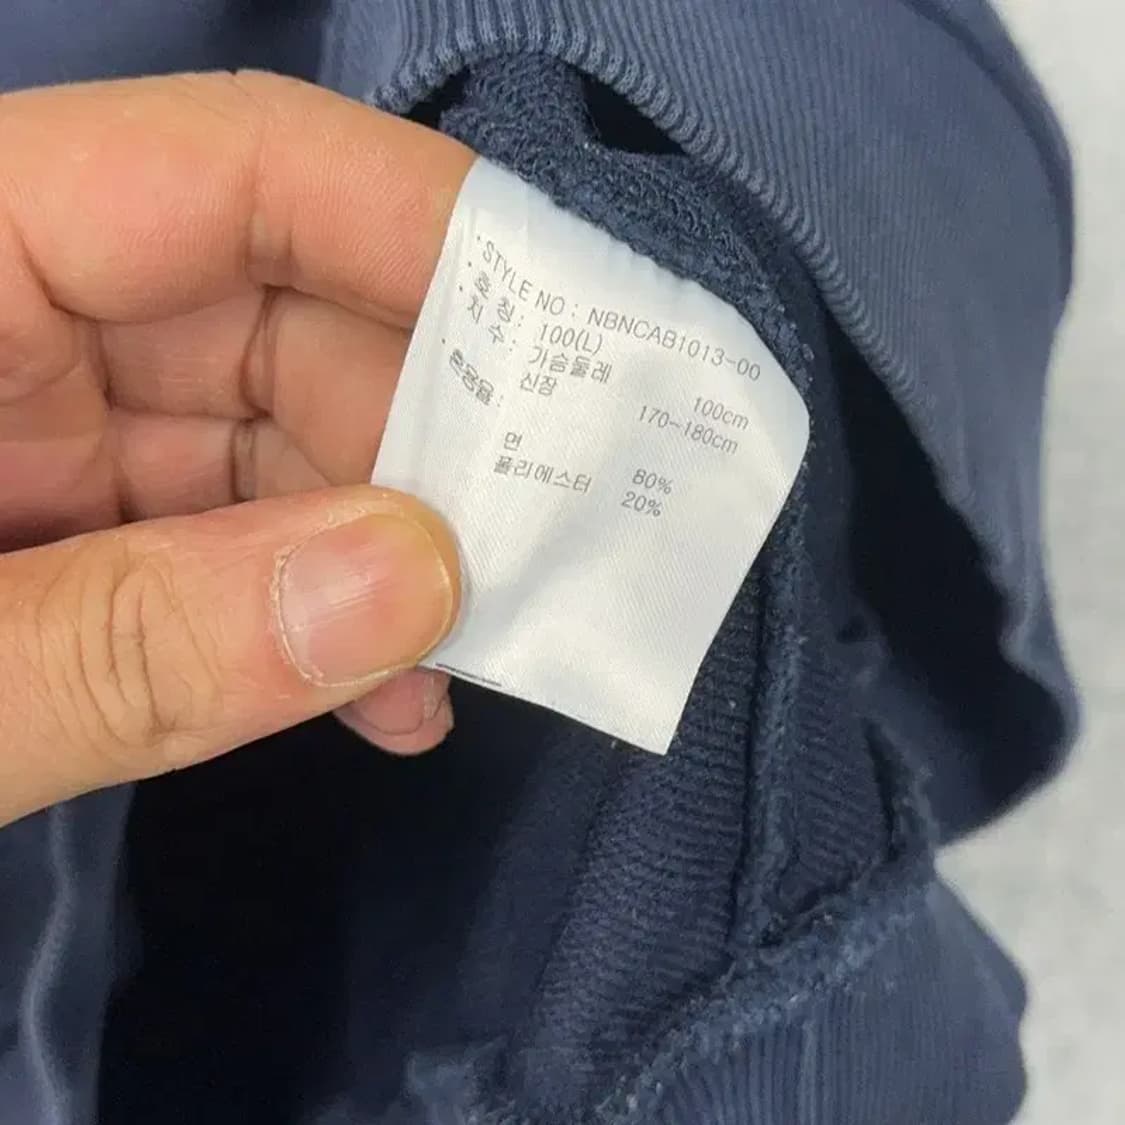 · STYLE NO : NBNCAB1013-00
· 호 칭 : 100(L)
· 치 수 : 가슴둘레 100cm
신장 170~180cm
· 혼용율 :
면 80%
폴리에스터 20%